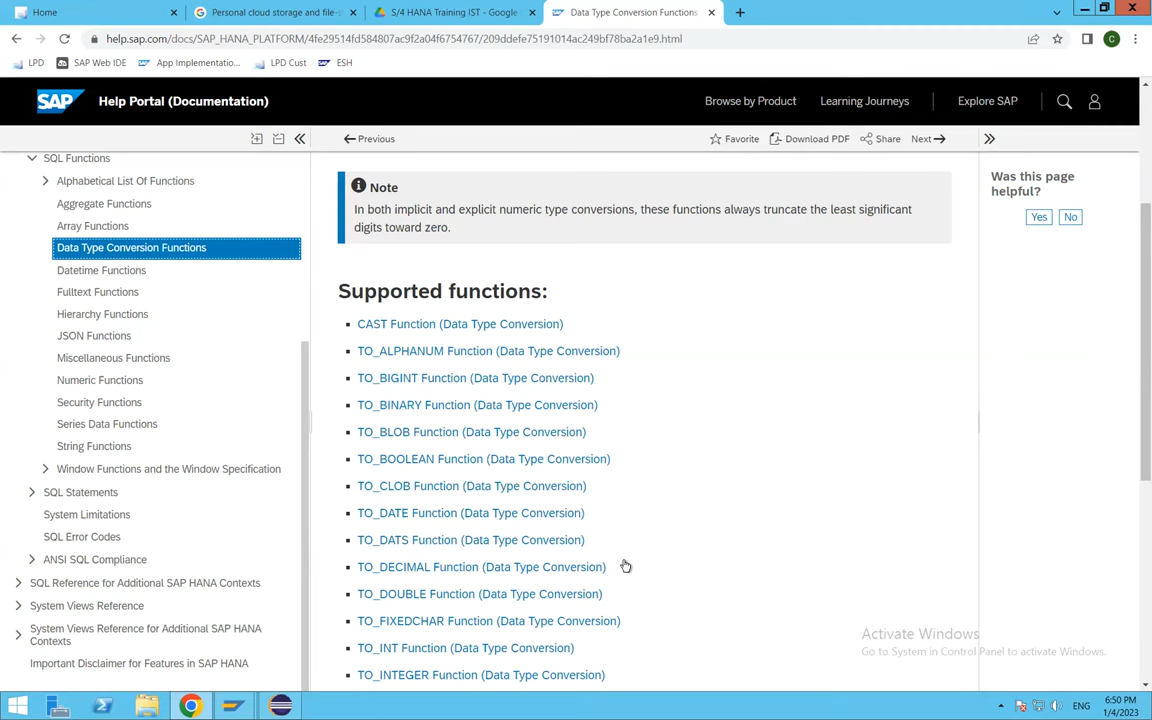 Home
Personal cloud storage and file-s
S/4 HANA Training IST - Google
Data Type Conversion Functions
help.sap.com/docs/SAP_HANA_PLATFORM/4fe29514fd584807ac9f2a04f6754767/209ddefe75191014ac249bf78ba2a1e9.html
LPD
SAP Web IDE
App Implementatio...
LPD Cust
ESH
SAP
Help Portal (Documentation)
Browse by Product
Learning Journeys
Explore SAP
Previous
Favorite
Download PDF
Share
Next
SQL Functions
Alphabetical List Of Functions
Aggregate Functions
Array Functions
Data Type Conversion Functions
Datetime Functions
Fulltext Functions
Hierarchy Functions
JSON Functions
Miscellaneous Functions
Numeric Functions
Security Functions
Series Data Functions
String Functions
Window Functions and the Window Specification
SQL Statements
System Limitations
SQL Error Codes
ANSI SQL Compliance
SQL Reference for Additional SAP HANA Contexts
System Views Reference
System Views Reference for Additional SAP HANA
Contexts
Important Disclaimer for Features in SAP HANA
Note
In both implicit and explicit numeric type conversions, these functions always truncate the least significant
digits toward zero.
Supported functions:
CAST Function (Data Type Conversion)
TO_ALPHANUM Function (Data Type Conversion)
TO_BIGINT Function (Data Type Conversion)
TO_BINARY Function (Data Type Conversion)
TO_BLOB Function (Data Type Conversion)
TO_BOOLEAN Function (Data Type Conversion)
TO_CLOB Function (Data Type Conversion)
TO_DATE Function (Data Type Conversion)
TO_DATS Function (Data Type Conversion)
TO_DECIMAL Function (Data Type Conversion)
TO_DOUBLE Function (Data Type Conversion)
TO_FIXEDCHAR Function (Data Type Conversion)
TO_INT Function (Data Type Conversion)
TO_INTEGER Function (Data Type Conversion)
Was this page
helpful?
Yes
No
Activate Windows
Go to System in Control Panel to activate Windows.
C
ENG
6:50 PM
1/4/2023